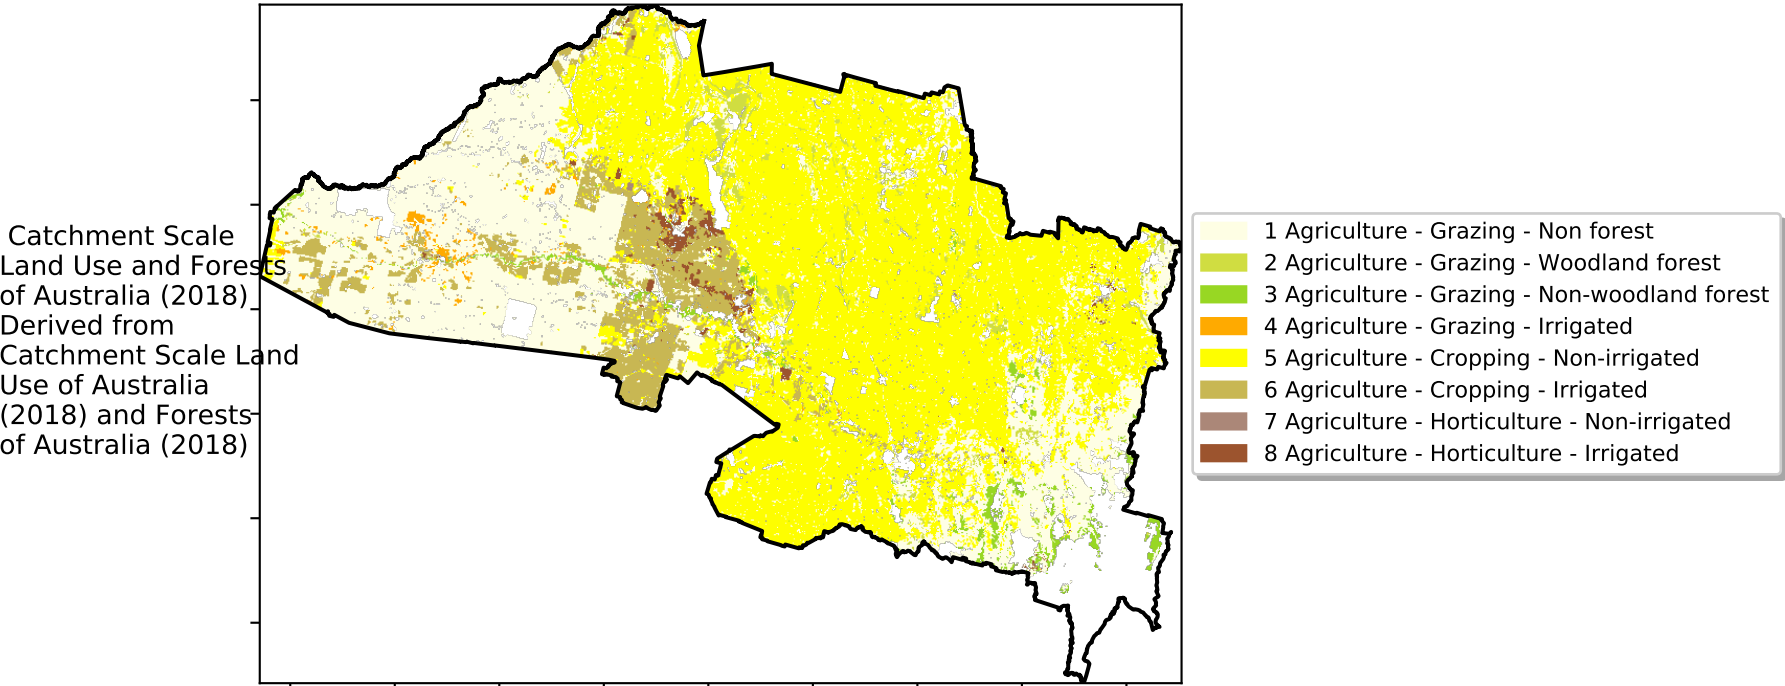 Catchment Scale
Land Use and Forests
of Australia (2018)
Derived from
Catchment Scale Land
Use of Australia
(2018) and Forests
of Australia (2018)
1 Agriculture - Grazing - Non forest
2 Agriculture - Grazing - Woodland forest
3 Agriculture - Grazing - Non-woodland forest
4 Agriculture - Grazing - Irrigated
5 Agriculture - Cropping - Non-irrigated
6 Agriculture - Cropping - Irrigated
7 Agriculture - Horticulture - Non-irrigated
8 Agriculture - Horticulture - Irrigated